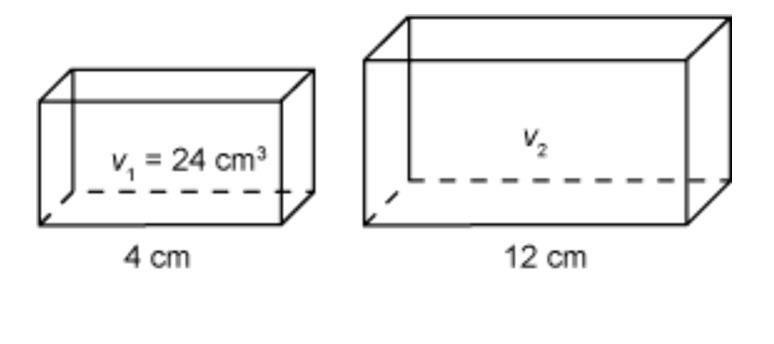 v₁ = 24 cm³
v₂
4 cm
12 cm